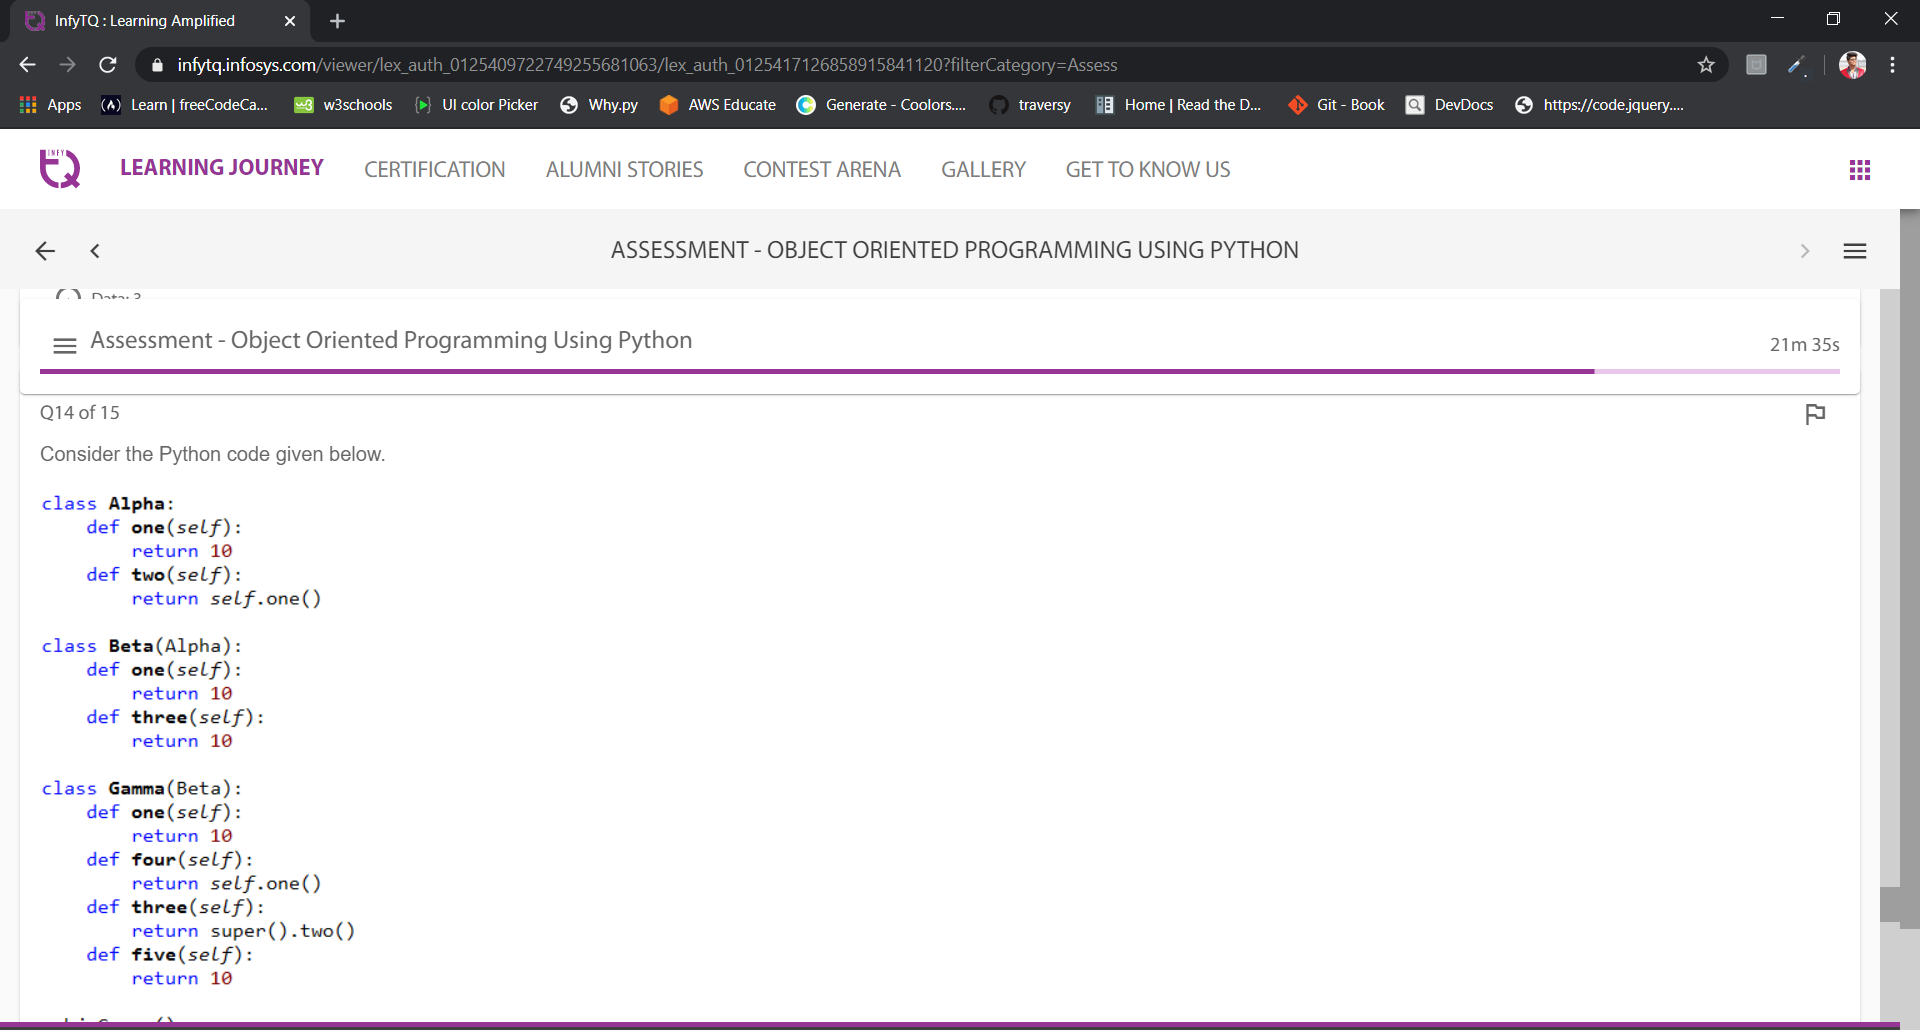 InfyTQ : Learning Amplified
infytq.infosys.com/viewer/lex_auth_01254097227492556​81063/lex_auth_0125417126858915841120?filterCategory=Assess
Apps Learn | freeCodeCa... w3schools UI color Picker Why.py AWS Educate Generate - Coolors.... traversy Home | Read the D... Git - Book DevDocs https://code.jquery....
INFY TQ LEARNING JOURNEY CERTIFICATION ALUMNI STORIES CONTEST ARENA GALLERY GET TO KNOW US
ASSESSMENT - OBJECT ORIENTED PROGRAMMING USING PYTHON
Data: 3
Assessment - Object Oriented Programming Using Python
21m 35s
Q14 of 15
Consider the Python code given below.
class Alpha:
    def one(self):
        return 10
    def two(self):
        return self.one()
class Beta(Alpha):
    def one(self):
        return 10
    def three(self):
        return 10
class Gamma(Beta):
    def one(self):
        return 10
    def four(self):
        return self.one()
    def three(self):
        return super().two()
    def five(self):
        return 10